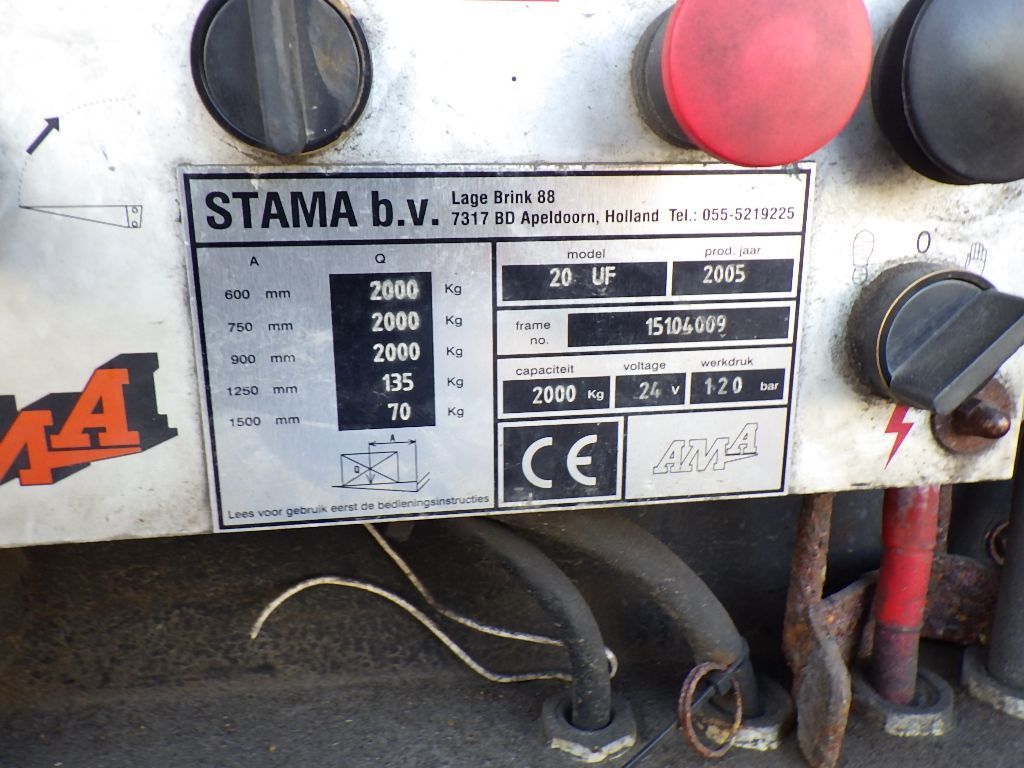 STAMA b.v. Lage Brink 88
7317 BD Apeldoorn, Holland Tel.: 055-5219225
A Q
600 mm 2000 Kg
750 mm 2000 Kg
900 mm 2000 Kg
1250 mm 135 Kg
1500 mm 70 Kg
A
Q
Lees voor gebruik eerst de bedieningsinstructies
model prod. jaar
20 UF 2005
frame no. 15104009
capaciteit voltage werkdruk
2000 Kg 24 v 120 bar
CE AMA
0
MA